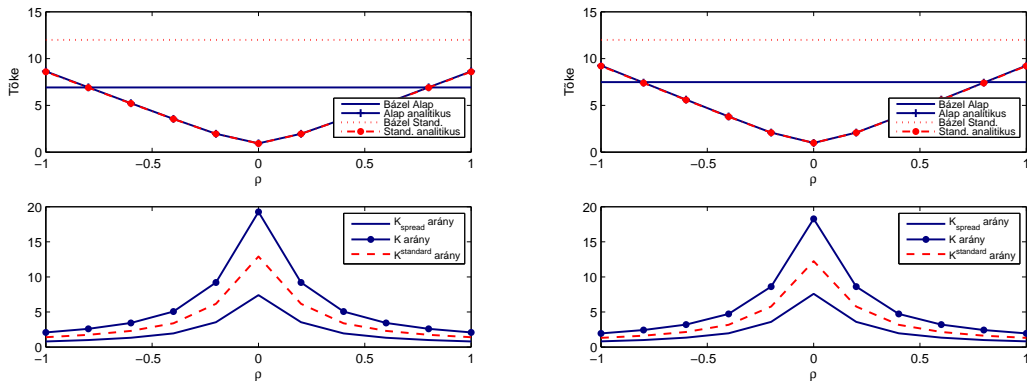 15
10
5
0
Tőke
−1
−0.5
0
0.5
1
ρ
Bázel Alap
Alap analitikus
Bázel Stand.
Stand. analitikus
15
10
5
0
Tőke
−1
−0.5
0
0.5
1
ρ
Bázel Alap
Alap analitikus
Bázel Stand.
Stand. analitikus
20
15
10
5
0
−1
−0.5
0
0.5
1
ρ
K_spread arány
K arány
K^standard arány
20
15
10
5
0
−1
−0.5
0
0.5
1
ρ
K_spread arány
K arány
K^standard arány